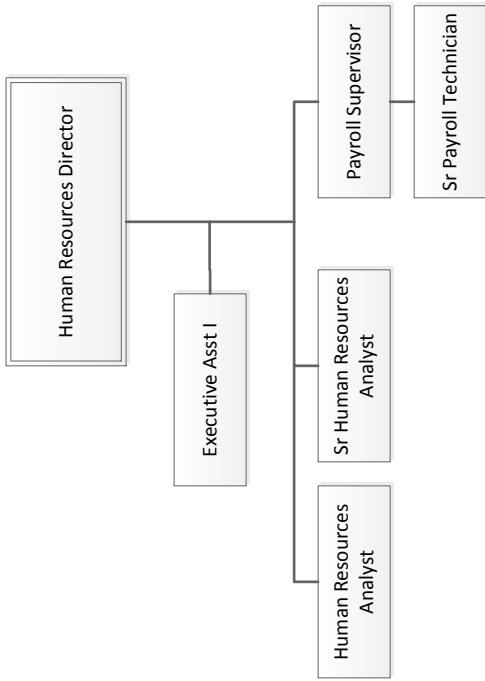 Human Resources Director
Executive Asst I
Human Resources
Analyst
Sr Human Resources
Analyst
Payroll Supervisor
Sr Payroll Technician